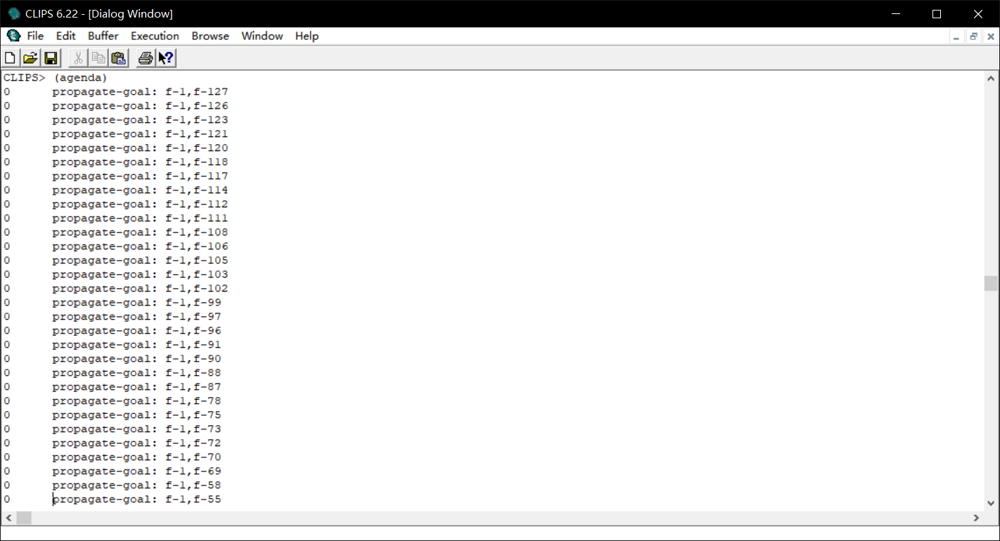 CLIPS 6.22 - [Dialog Window]
File Edit Buffer Execution Browse Window Help
CLIPS> (agenda)
0 propagate-goal: f-1,f-127
0 propagate-goal: f-1,f-126
0 propagate-goal: f-1,f-123
0 propagate-goal: f-1,f-121
0 propagate-goal: f-1,f-120
0 propagate-goal: f-1,f-118
0 propagate-goal: f-1,f-117
0 propagate-goal: f-1,f-114
0 propagate-goal: f-1,f-112
0 propagate-goal: f-1,f-111
0 propagate-goal: f-1,f-108
0 propagate-goal: f-1,f-106
0 propagate-goal: f-1,f-105
0 propagate-goal: f-1,f-103
0 propagate-goal: f-1,f-102
0 propagate-goal: f-1,f-99
0 propagate-goal: f-1,f-97
0 propagate-goal: f-1,f-96
0 propagate-goal: f-1,f-91
0 propagate-goal: f-1,f-90
0 propagate-goal: f-1,f-88
0 propagate-goal: f-1,f-87
0 propagate-goal: f-1,f-78
0 propagate-goal: f-1,f-75
0 propagate-goal: f-1,f-73
0 propagate-goal: f-1,f-72
0 propagate-goal: f-1,f-70
0 propagate-goal: f-1,f-69
0 propagate-goal: f-1,f-58
0 propagate-goal: f-1,f-55